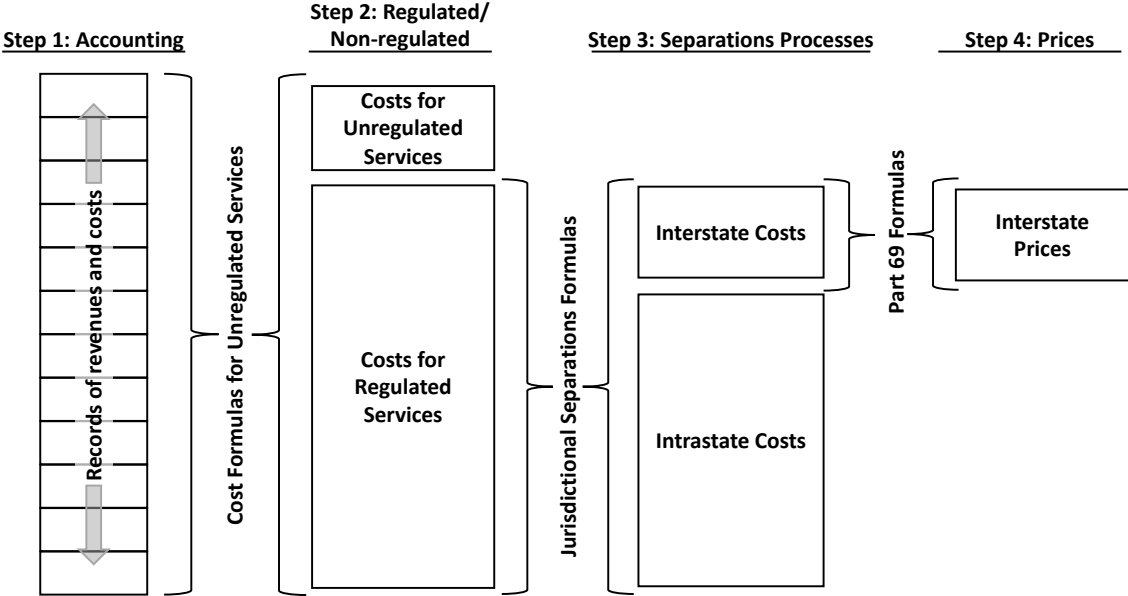 Step 1: Accounting
Step 2: Regulated/
Non-regulated
Step 3: Separations Processes
Step 4: Prices
Records of revenues and costs
Cost Formulas for Unregulated Services
Costs for
Unregulated
Services
Costs for
Regulated
Services
Jurisdictional Separations Formulas
Interstate Costs
Intrastate Costs
Part 69 Formulas
Interstate
Prices